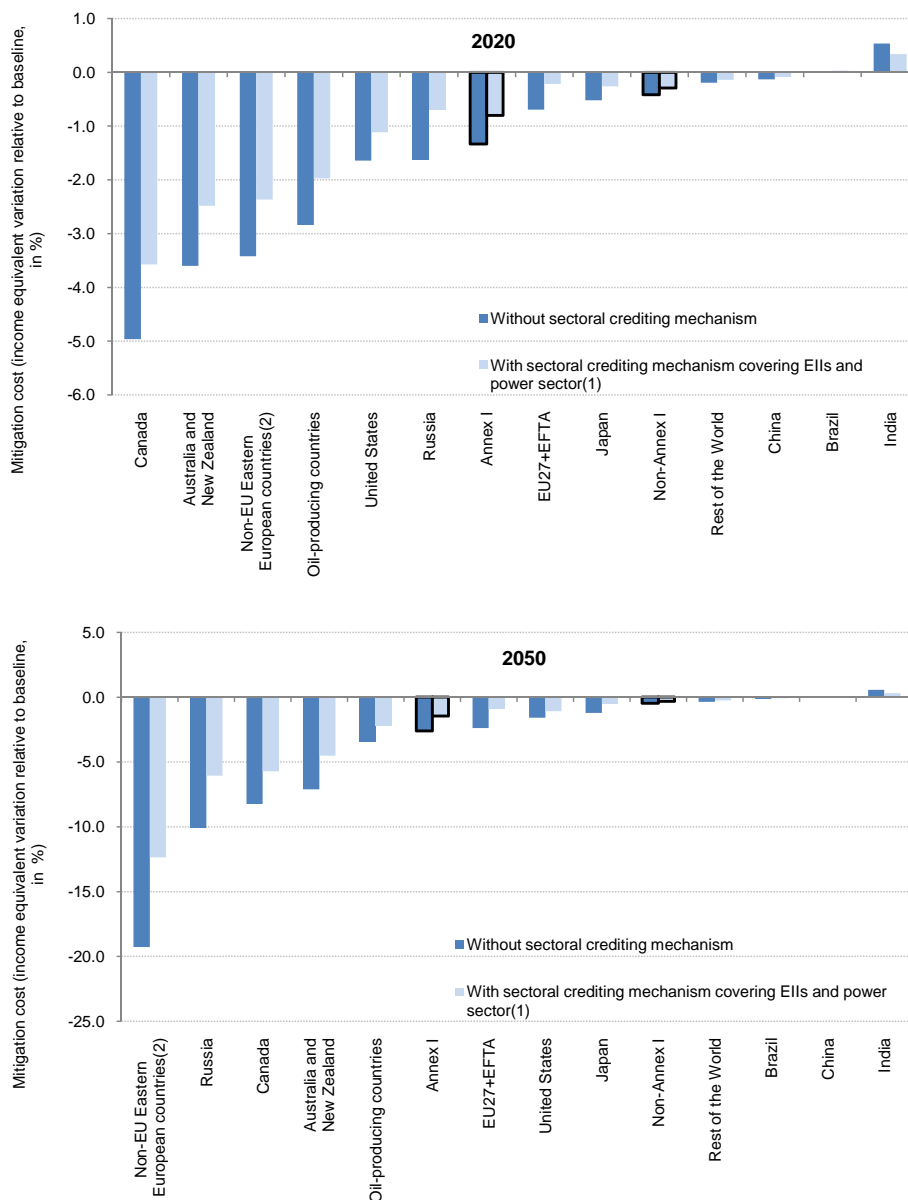 1.0
0.0
-1.0
-2.0
-3.0
-4.0
-5.0
-6.0
Mitigation cost (income equivalent variation relative to baseline,
in %)
2020
Without sectoral crediting mechanism
With sectoral crediting mechanism covering EIIs and
power sector(1)
Canada
Australia and
New Zealand
Non-EU Eastern
European countries(2)
Oil-producing countries
United States
Russia
Annex I
EU27+EFTA
Japan
Non-Annex I
Rest of the World
China
Brazil
India
5.0
0.0
-5.0
-10.0
-15.0
-20.0
-25.0
Mitigation cost (income equivalent variation relative to baseline,
in %)
2050
Without sectoral crediting mechanism
With sectoral crediting mechanism covering EIIs and power
sector(1)
Non-EU Eastern
European countries(2)
Russia
Canada
Australia and
New Zealand
Oil-producing countries
Annex I
EU27+EFTA
United States
Japan
Non-Annex I
Rest of the World
Brazil
China
India